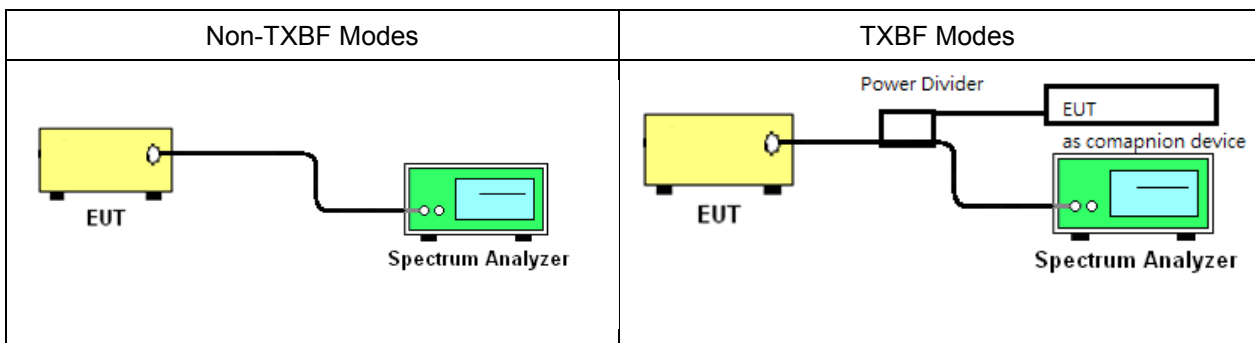 Non-TXBF Modes
TXBF Modes
EUT
Spectrum Analyzer
Power Divider
EUT
as comapnion device
EUT
Spectrum Analyzer